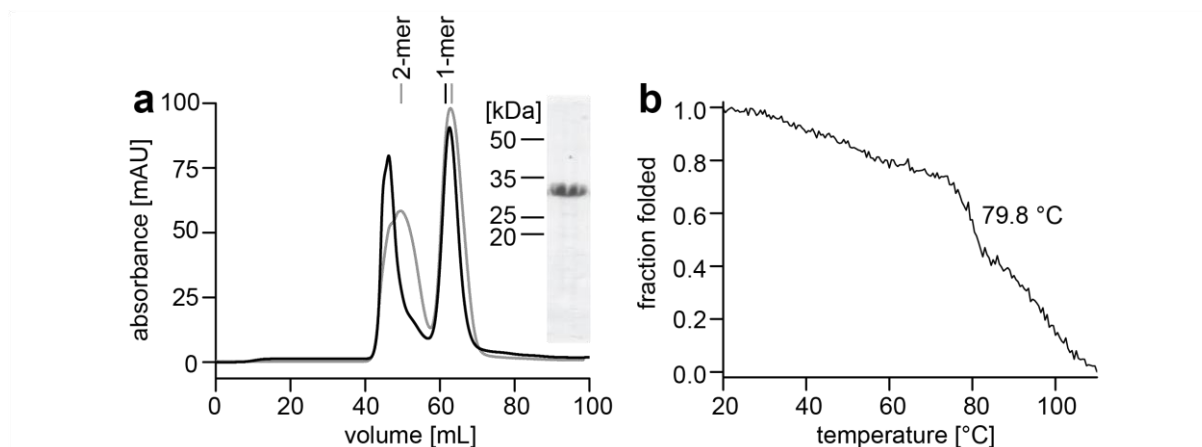 2-mer
1-mer
a
100
75
50
25
0
absorbance [mAU]
0 20 40 60 80 100
volume [mL]
[kDa]
50
35
25
20
b
1.0
0.8
0.6
0.4
0.2
0.0
fraction folded
79.8 °C
20 40 60 80 100
temperature [°C]